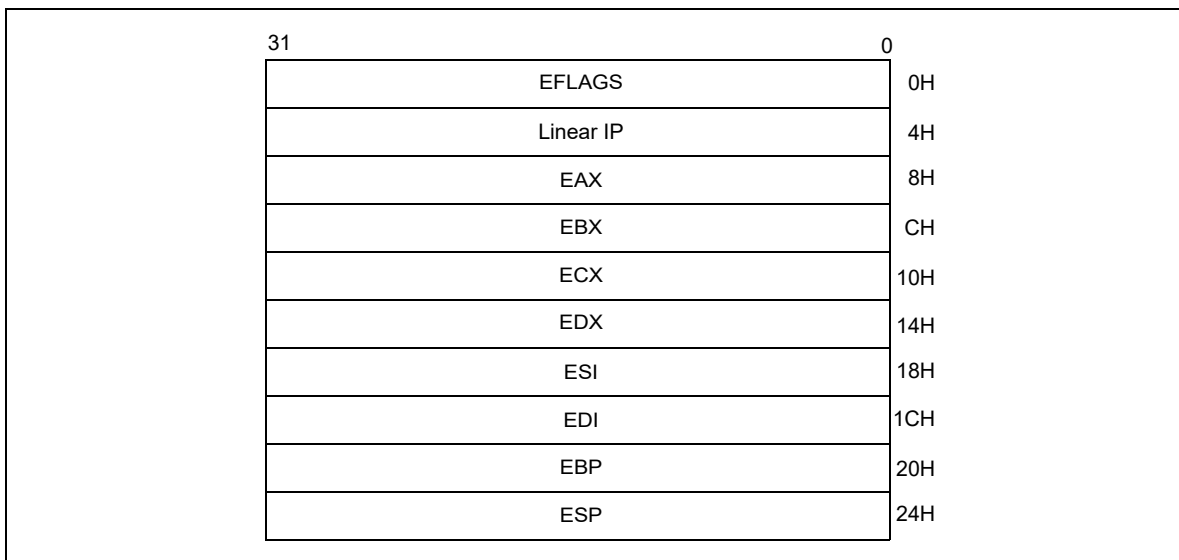 31 0
EFLAGS 0H
Linear IP 4H
EAX 8H
EBX CH
ECX 10H
EDX 14H
ESI 18H
EDI 1CH
EBP 20H
ESP 24H